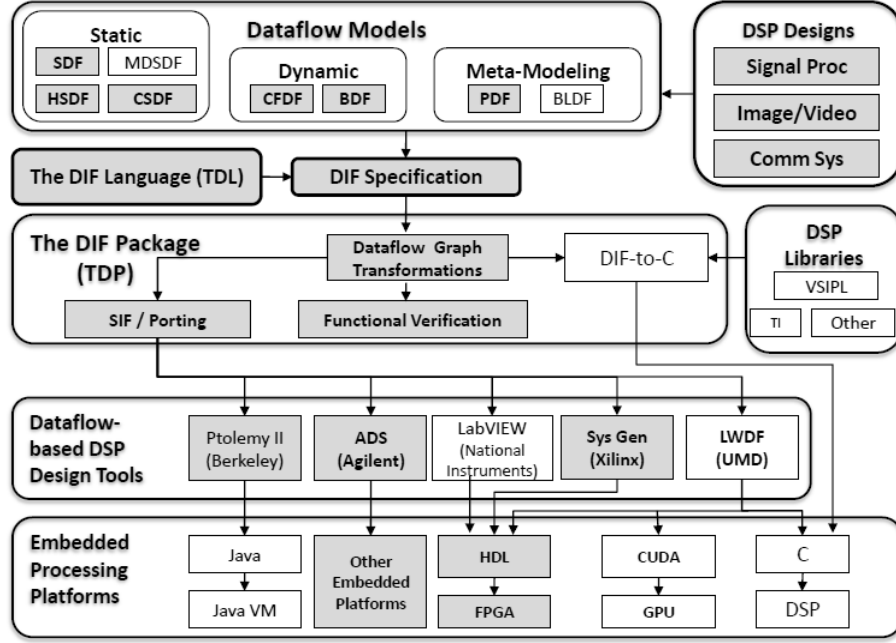 Static
Dataflow Models
SDF
MDSDF
HSDF
CSDF
Dynamic
CFDF
BDF
Meta-Modeling
PDF
BLDF
DSP Designs
Signal Proc
Image/Video
Comm Sys
The DIF Language (TDL)
DIF Specification
The DIF Package
(TDP)
Dataflow Graph
Transformations
DIF-to-C
SIF / Porting
Functional Verification
DSP
Libraries
VSIPL
TI
Other
Dataflow-
based DSP
Design Tools
Ptolemy II
(Berkeley)
ADS
(Agilent)
LabVIEW
(National
Instruments)
Sys Gen
(Xilinx)
LWDF
(UMD)
Embedded
Processing
Platforms
Java
Java VM
Other
Embedded
Platforms
HDL
FPGA
CUDA
GPU
C
DSP